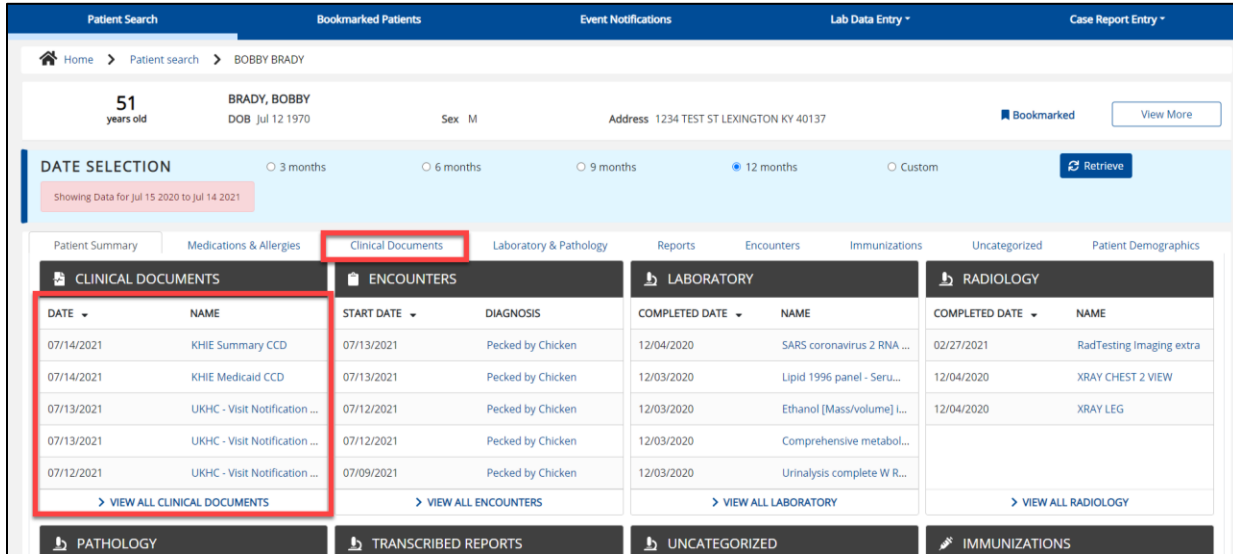 Patient Search Bookmarked Patients Event Notifications Lab Data Entry Case Report Entry
Home > Patient search > BOBBY BRADY
51 years old
BRADY, BOBBY
DOB Jul 12 1970 Sex M Address 1234 TEST ST LEXINGTON KY 40137 Bookmarked View More
DATE SELECTION 3 months 6 months 9 months 12 months Custom Retrieve
Showing Data for Jul 15 2020 to Jul 14 2021
Patient Summary Medications & Allergies Clinical Documents Laboratory & Pathology Reports Encounters Immunizations Uncategorized Patient Demographics
CLINICAL DOCUMENTS
DATE NAME
07/14/2021 KHIE Summary CCD
07/14/2021 KHIE Medicaid CCD
07/13/2021 UKHC - Visit Notification ...
07/13/2021 UKHC - Visit Notification ...
07/12/2021 UKHC - Visit Notification ...
> VIEW ALL CLINICAL DOCUMENTS
ENCOUNTERS
START DATE DIAGNOSIS
07/13/2021 Pecked by Chicken
07/13/2021 Pecked by Chicken
07/12/2021 Pecked by Chicken
07/12/2021 Pecked by Chicken
07/09/2021 Pecked by Chicken
> VIEW ALL ENCOUNTERS
LABORATORY
COMPLETED DATE NAME
12/04/2020 SARS coronavirus 2 RNA ...
12/03/2020 Lipid 1996 panel - Seru...
12/03/2020 Ethanol [Mass/volume] i...
12/03/2020 Comprehensive metabol...
12/03/2020 Urinalysis complete W R...
> VIEW ALL LABORATORY
RADIOLOGY
COMPLETED DATE NAME
02/27/2021 RadTesting Imaging extra
12/04/2020 XRAY CHEST 2 VIEW
12/04/2020 XRAY LEG
> VIEW ALL RADIOLOGY
PATHOLOGY TRANSCRIBED REPORTS UNCATEGORIZED IMMUNIZATIONS